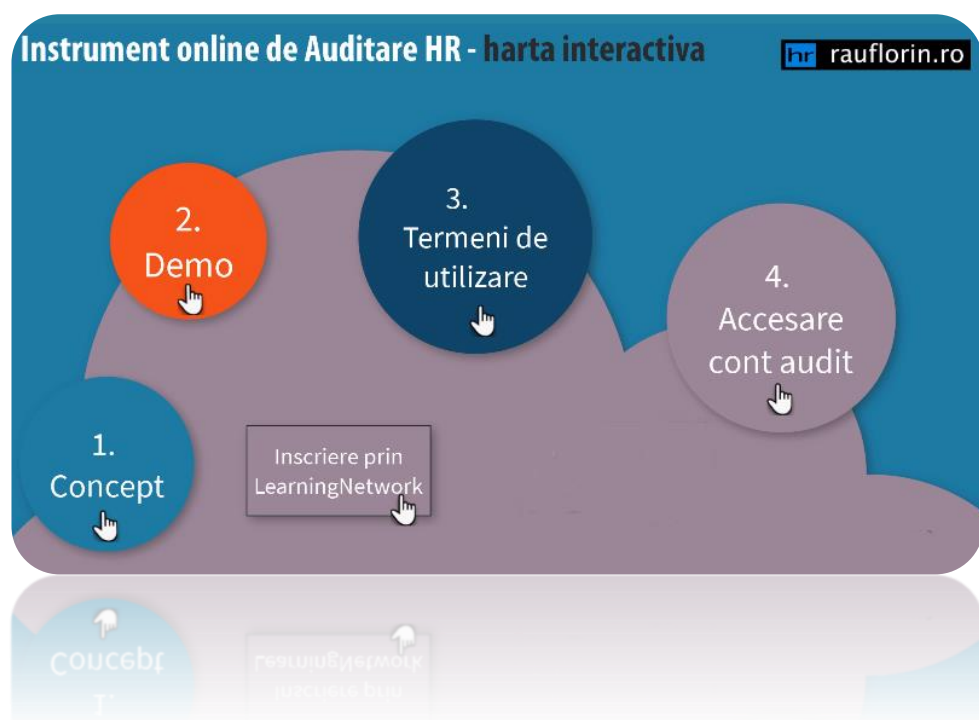 Instrument online de Auditare HR - harta interactiva
hr rauflorin.ro
2.
Demo
3.
Termeni de
utilizare
4.
Accesare
cont audit
1.
Concept
Inscriere prin
LearningNetwork